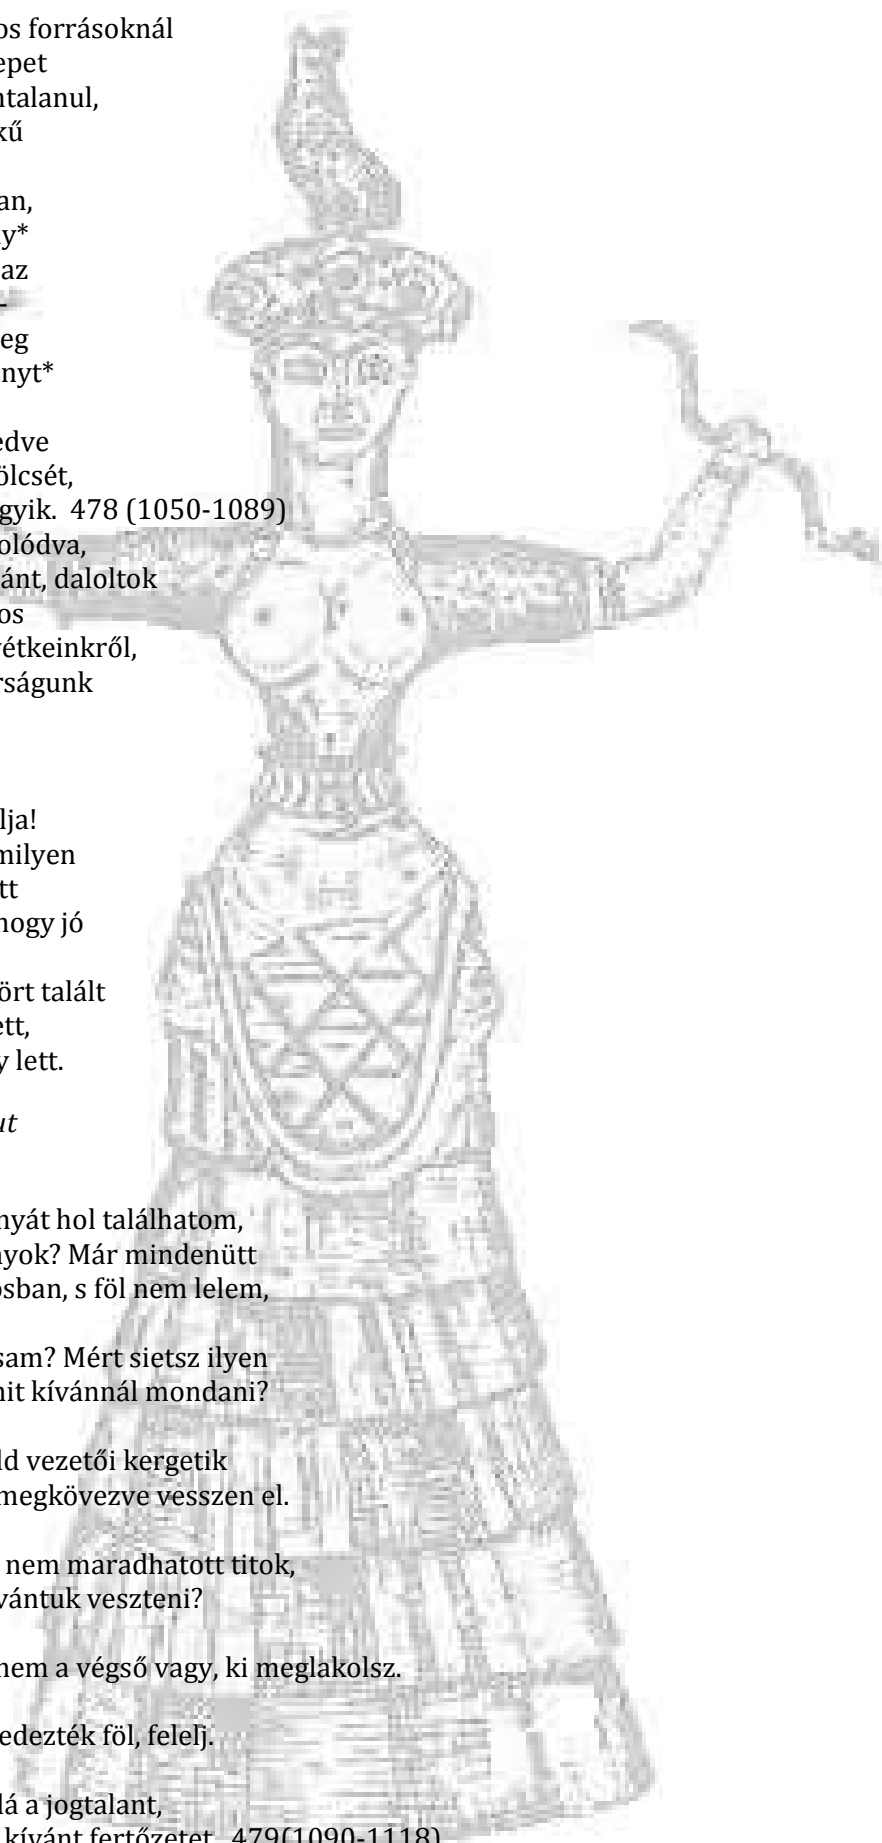 os forrásoknál
epet
ntalanul,
kű
an,
y*
az
-
eg
nyt*
edve
ölcsét,
gyik.  478 (1050-1089)
olódva,
ánt, daloltok
os
vétkeinkről,
rságunk
lja!
milyen
tt
hogy jó
ört talált
ett,
y lett.
ut
nyát hol találhatom,
nyok? Már mindenütt
osban, s föl nem lelem,
sam? Mért sietsz ilyen
mit kívánnál mondani?
ld vezetői kergetik
megkövezve vesszen el.
nem maradhatott titok,
vántuk veszteni?
nem a végső vagy, ki meglakolsz.
edezték föl, felelj.
lá a jogtalant,
kívánt fertőzetet.  479(1090-1118)